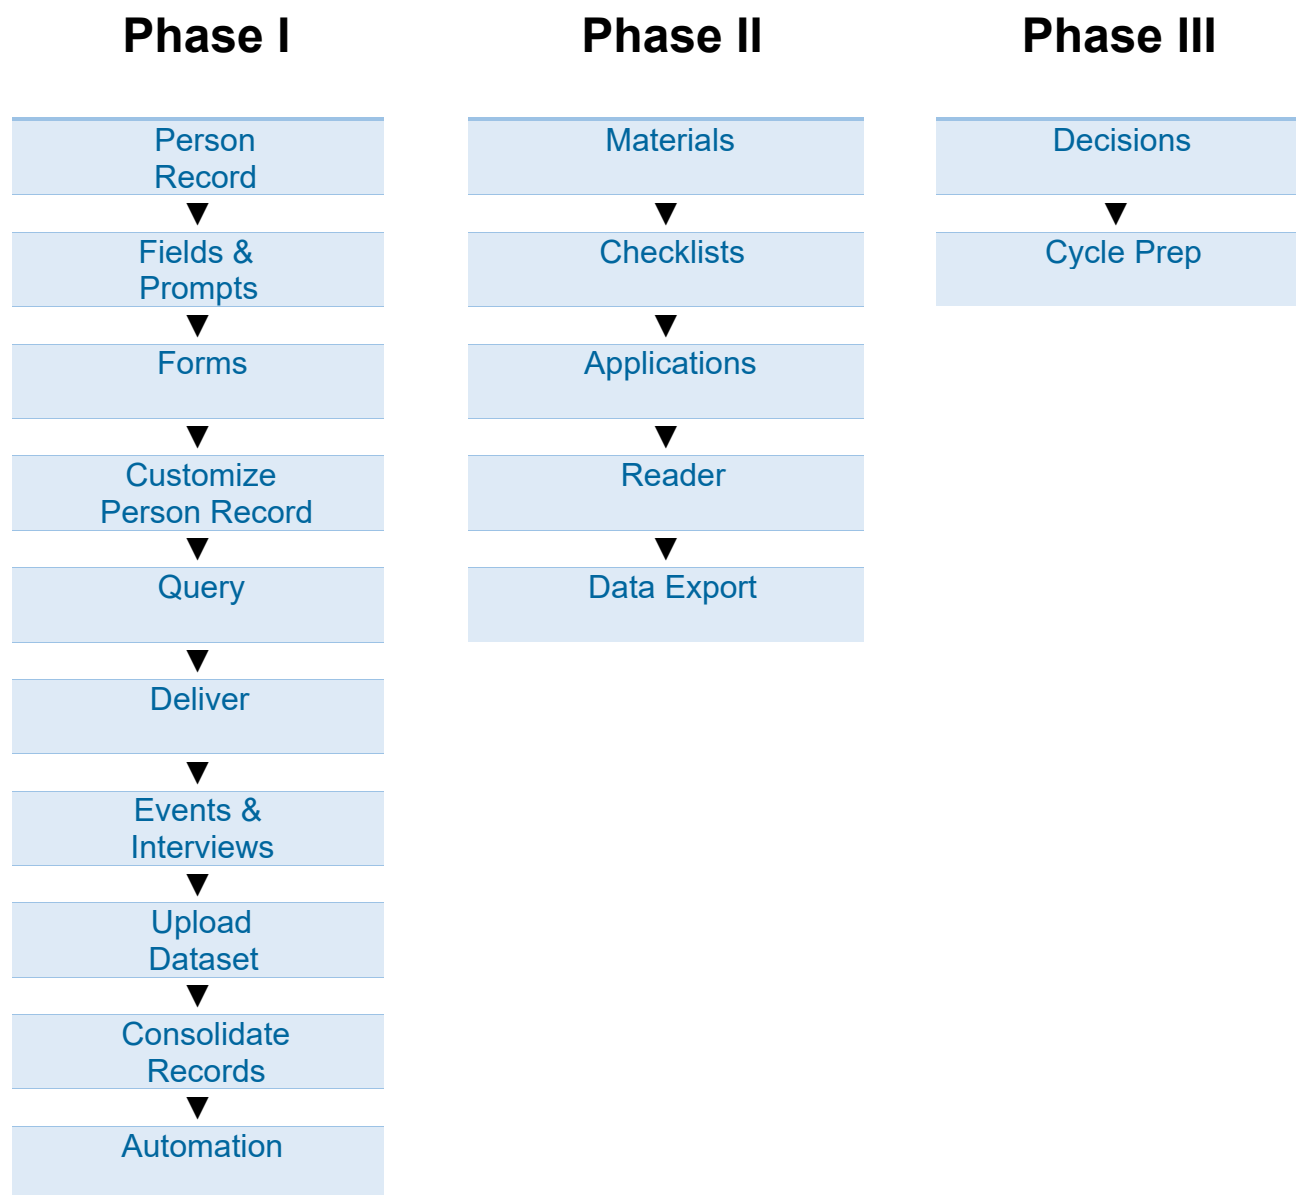 Phase I
Person
Record
Fields &
Prompts
Forms
Customize
Person Record
Query
Deliver
Events &
Interviews
Upload
Dataset
Consolidate
Records
Automation
Phase II
Materials
Checklists
Applications
Reader
Data Export
Phase III
Decisions
Cycle Prep